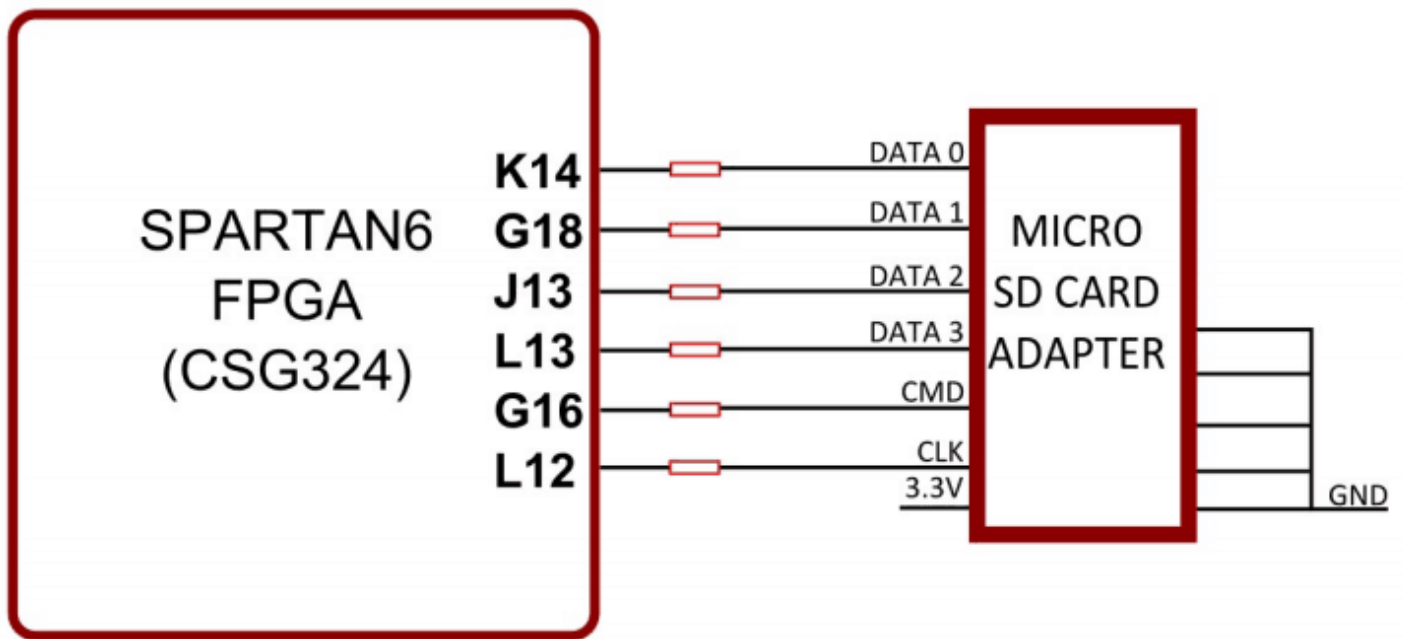 SPARTAN6
FPGA
(CSG324)
K14
G18
J13
L13
G16
L12
DATA 0
DATA 1
DATA 2
DATA 3
CMD
CLK
3.3V
MICRO
SD CARD
ADAPTER
GND